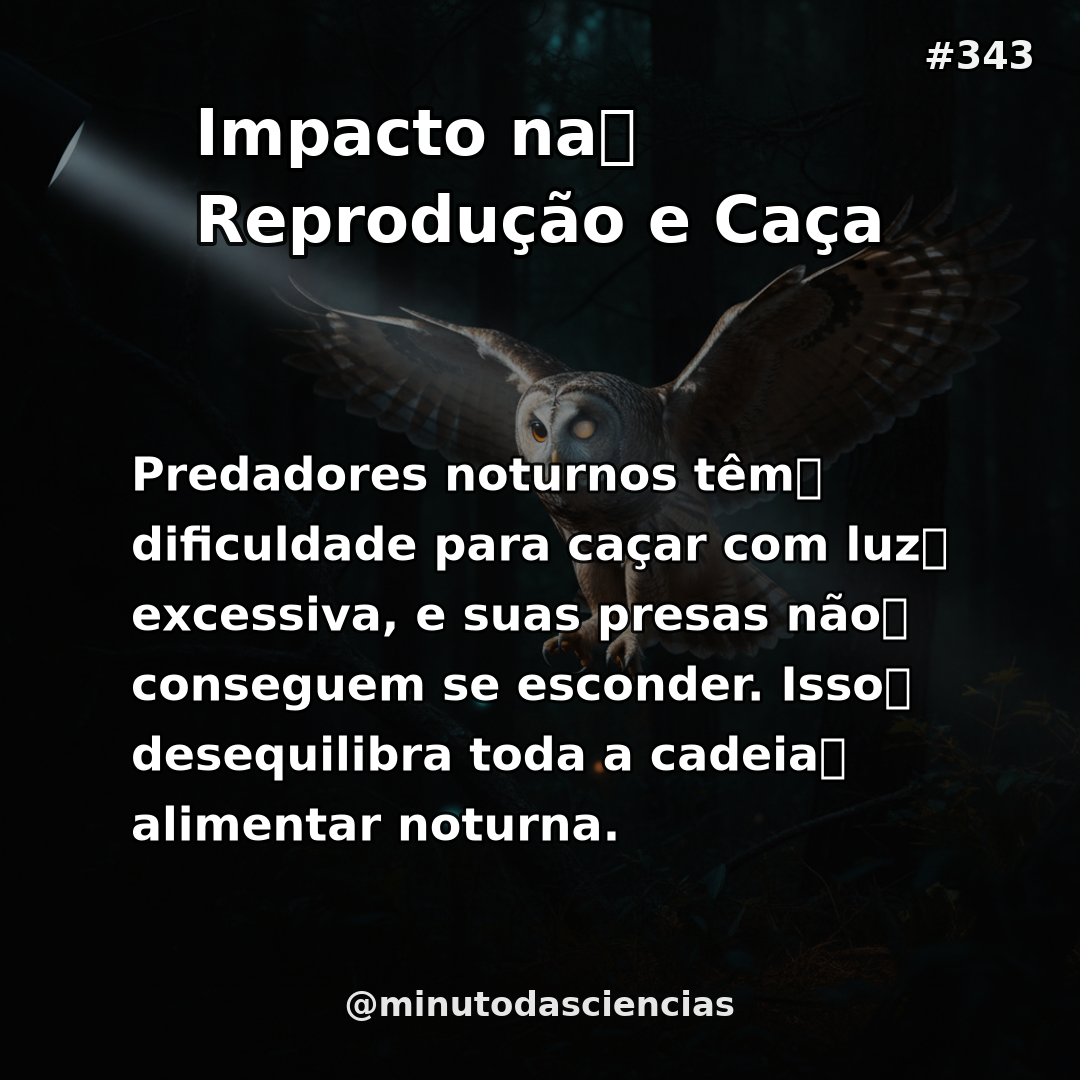 #343
Impacto na▯
Reprodução e Caça
Predadores noturnos têm▯
dificuldade para caçar com luz▯
excessiva, e suas presas não▯
conseguem se esconder. Isso▯
desequilibra toda a cadeia▯
alimentar noturna.
@minutodasciencias